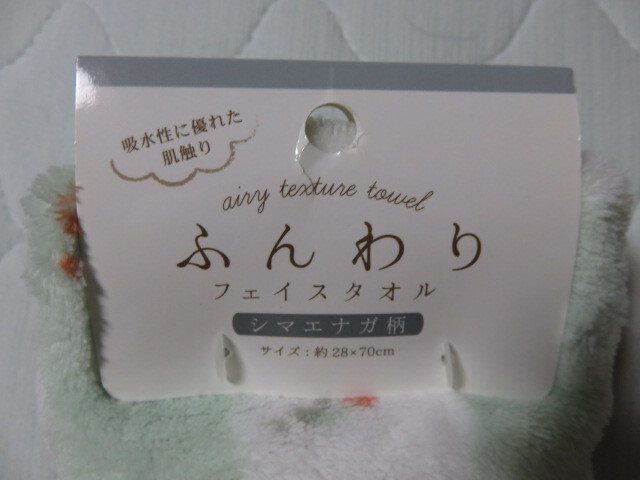 吸水性に優れた
肌触り
airy texture towel
ふんわり
フェイスタオル
シマエナガ柄
サイズ：約28×70cm